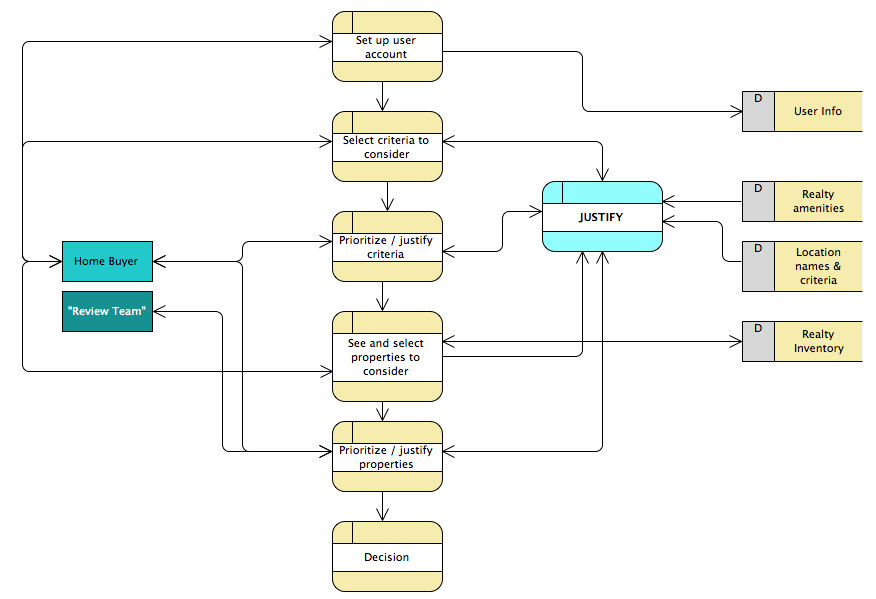 Set up user
account
D
User Info
Select criteria to
consider
D
Realty
amenities
JUSTIFY
Prioritize / justify
criteria
D
Location
names &
criteria
Home Buyer
"Review Team"
See and select
properties to
consider
D
Realty
Inventory
Prioritize / justify
properties
Decision